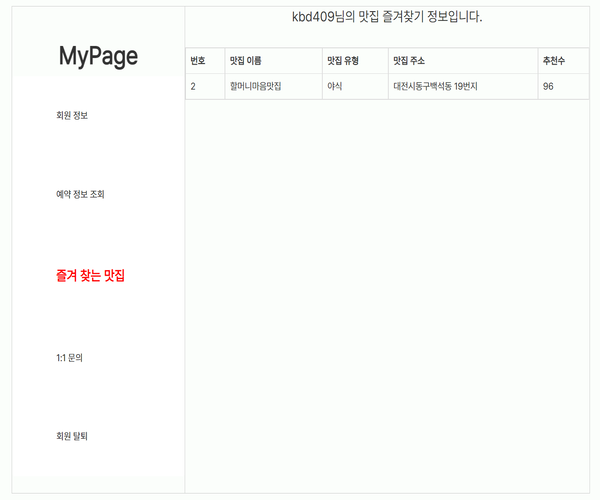 MyPage
회원 정보
예약 정보 조회
즐겨 찾는 맛집
1:1 문의
회원 탈퇴
kbd409님의 맛집 즐겨찾기 정보입니다.
번호 맛집 이름 맛집 유형 맛집 주소 추천수
2 할머니마음맛집 야식 대전시동구백석동 19번지 96